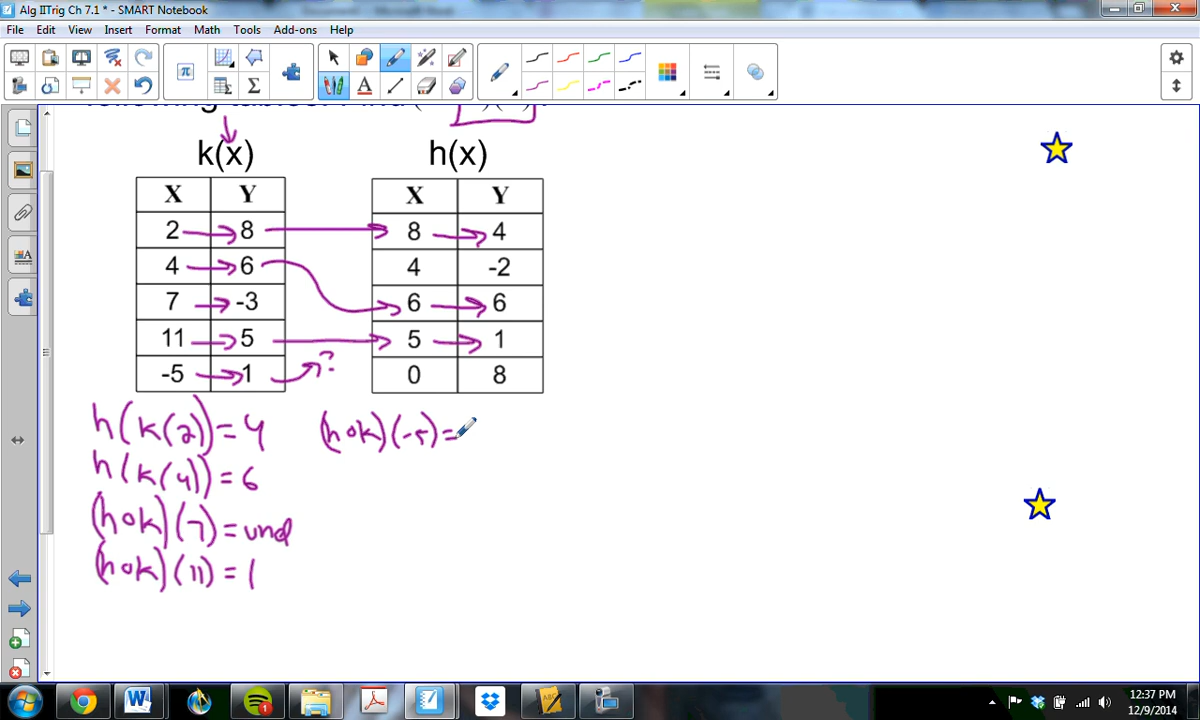 Alg IITrig Ch 7.1 * - SMART Notebook
File Edit View Insert Format Math Tools Add-ons Help
k(x) h(x)
X Y X Y
2 8 8 4
4 6 4 -2
7 -3 6 6
11 5 5 1
-5 1 ? 0 8
h(k(2)) = 4 (h∘k)(-5) =
h(k(4)) = 6
(h∘k)(7) = und
(h∘k)(11) = 1
12:37 PM
12/9/2014